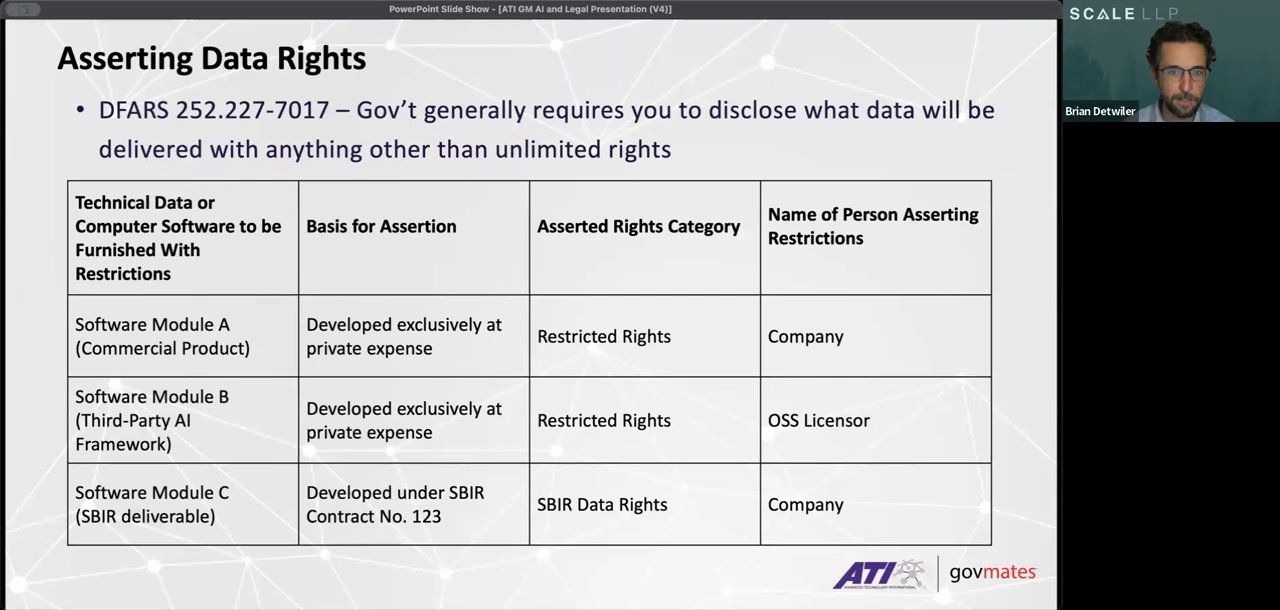 PowerPoint Slide Show - [ATI GM AI and Legal Presentation (V4)]
SCALE LLP
Brian Detwiler
Asserting Data Rights
• DFARS 252.227-7017 – Gov't generally requires you to disclose what data will be
delivered with anything other than unlimited rights
Technical Data or
Computer Software to be
Furnished With
Restrictions
Basis for Assertion
Asserted Rights Category
Name of Person Asserting
Restrictions
Software Module A
(Commercial Product)
Developed exclusively at
private expense
Restricted Rights
Company
Software Module B
(Third-Party AI
Framework)
Developed exclusively at
private expense
Restricted Rights
OSS Licensor
Software Module C
(SBIR deliverable)
Developed under SBIR
Contract No. 123
SBIR Data Rights
Company
ATI
ADVANCED TECHNOLOGY INTERNATIONAL
govmates